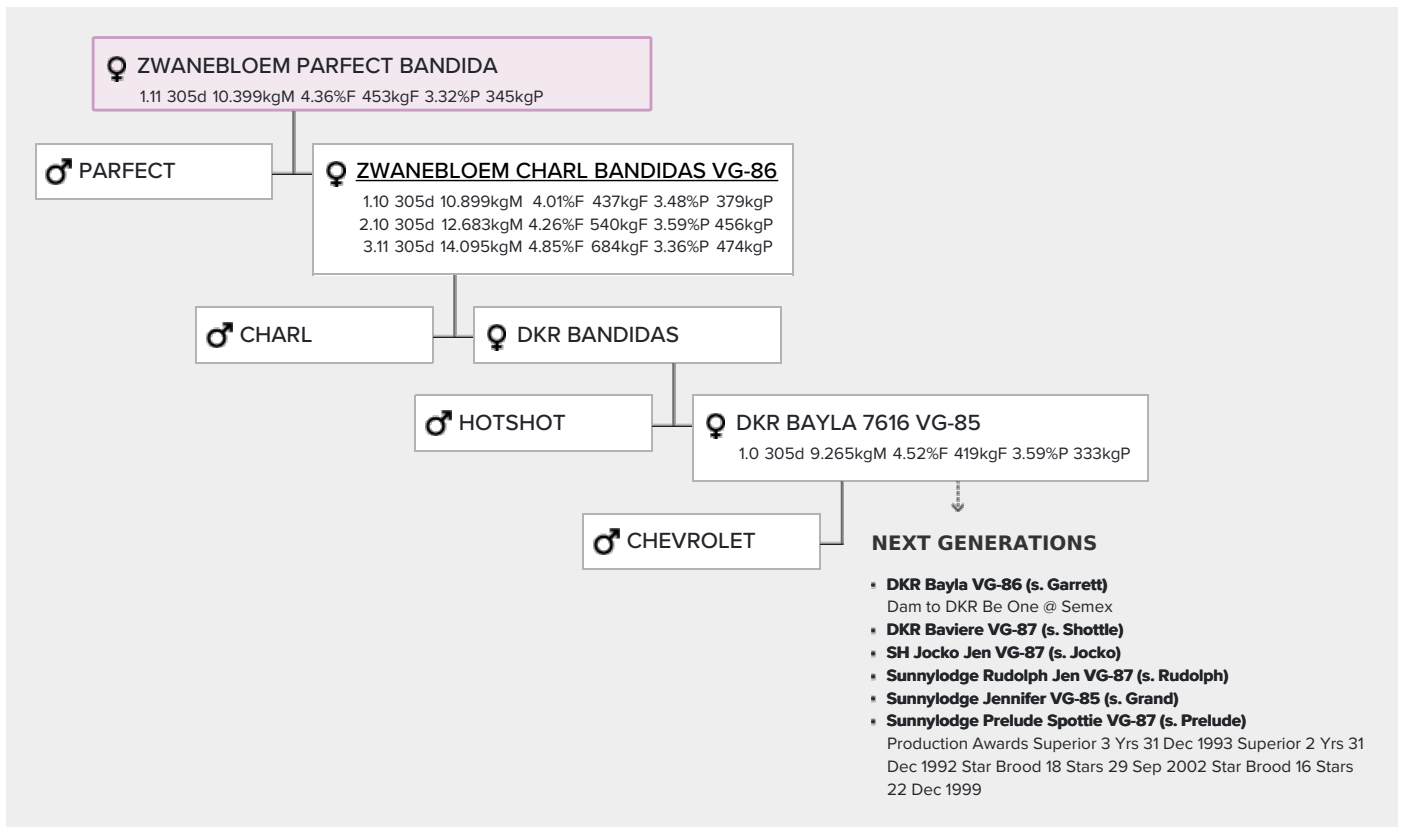 ZWANEBLOEM PARFECT BANDIDA
1.11 305d 10.399kgM 4.36%F 453kgF 3.32%P 345kgP
PARFECT
ZWANEBLOEM CHARL BANDIDAS VG-86
1.10 305d 10.899kgM 4.01%F 437kgF 3.48%P 379kgP
2.10 305d 12.683kgM 4.26%F 540kgF 3.59%P 456kgP
3.11 305d 14.095kgM 4.85%F 684kgF 3.36%P 474kgP
CHARL
DKR BANDIDAS
HOTSHOT
DKR BAYLA 7616 VG-85
1.0 305d 9.265kgM 4.52%F 419kgF 3.59%P 333kgP
CHEVROLET
NEXT GENERATIONS
DKR Bayla VG-86 (s. Garrett)
Dam to DKR Be One @ Semex
DKR Baviere VG-87 (s. Shottle)
SH Jocko Jen VG-87 (s. Jocko)
Sunnylodge Rudolph Jen VG-87 (s. Rudolph)
Sunnylodge Jennifer VG-85 (s. Grand)
Sunnylodge Prelude Spottie VG-87 (s. Prelude)
Production Awards Superior 3 Yrs 31 Dec 1993 Superior 2 Yrs 31
Dec 1992 Star Brood 18 Stars 29 Sep 2002 Star Brood 16 Stars
22 Dec 1999